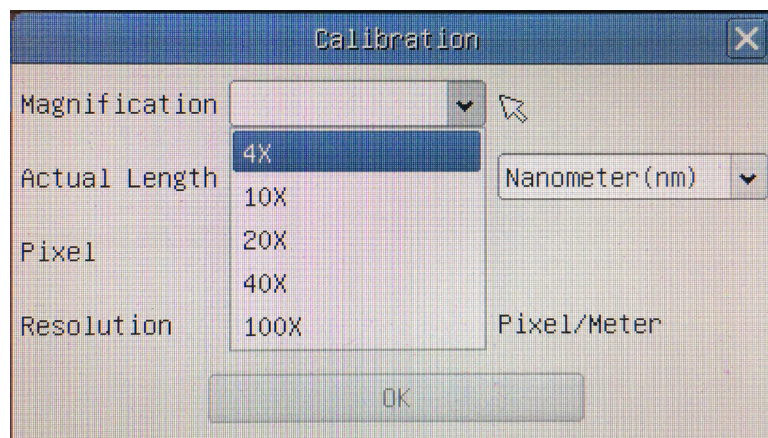 Calibration
Magnification
4X
Actual Length
Nanometer(nm)
10X
Pixel
20X
40X
Resolution
100X
Pixel/Meter
OK